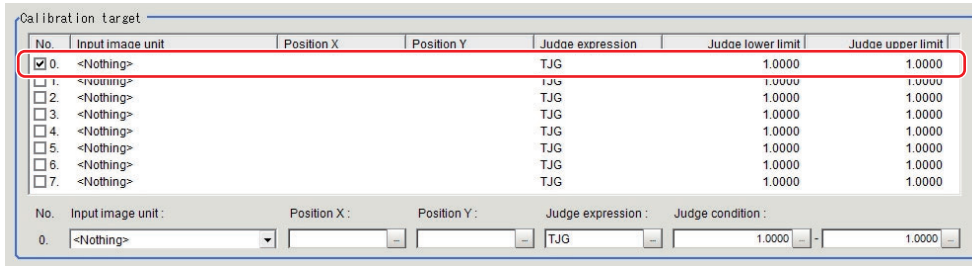 Calibration target
No. Input image unit Position X Position Y Judge expression Judge lower limit Judge upper limit
0. <Nothing> TJG 1.0000 1.0000
1. <Nothing> TJG 1.0000 1.0000
2. <Nothing> TJG 1.0000 1.0000
3. <Nothing> TJG 1.0000 1.0000
4. <Nothing> TJG 1.0000 1.0000
5. <Nothing> TJG 1.0000 1.0000
6. <Nothing> TJG 1.0000 1.0000
7. <Nothing> TJG 1.0000 1.0000
No. Input image unit : Position X : Position Y : Judge expression : Judge condition :
0. <Nothing> ... ... TJG ... 1.0000 ... - 1.0000 ...